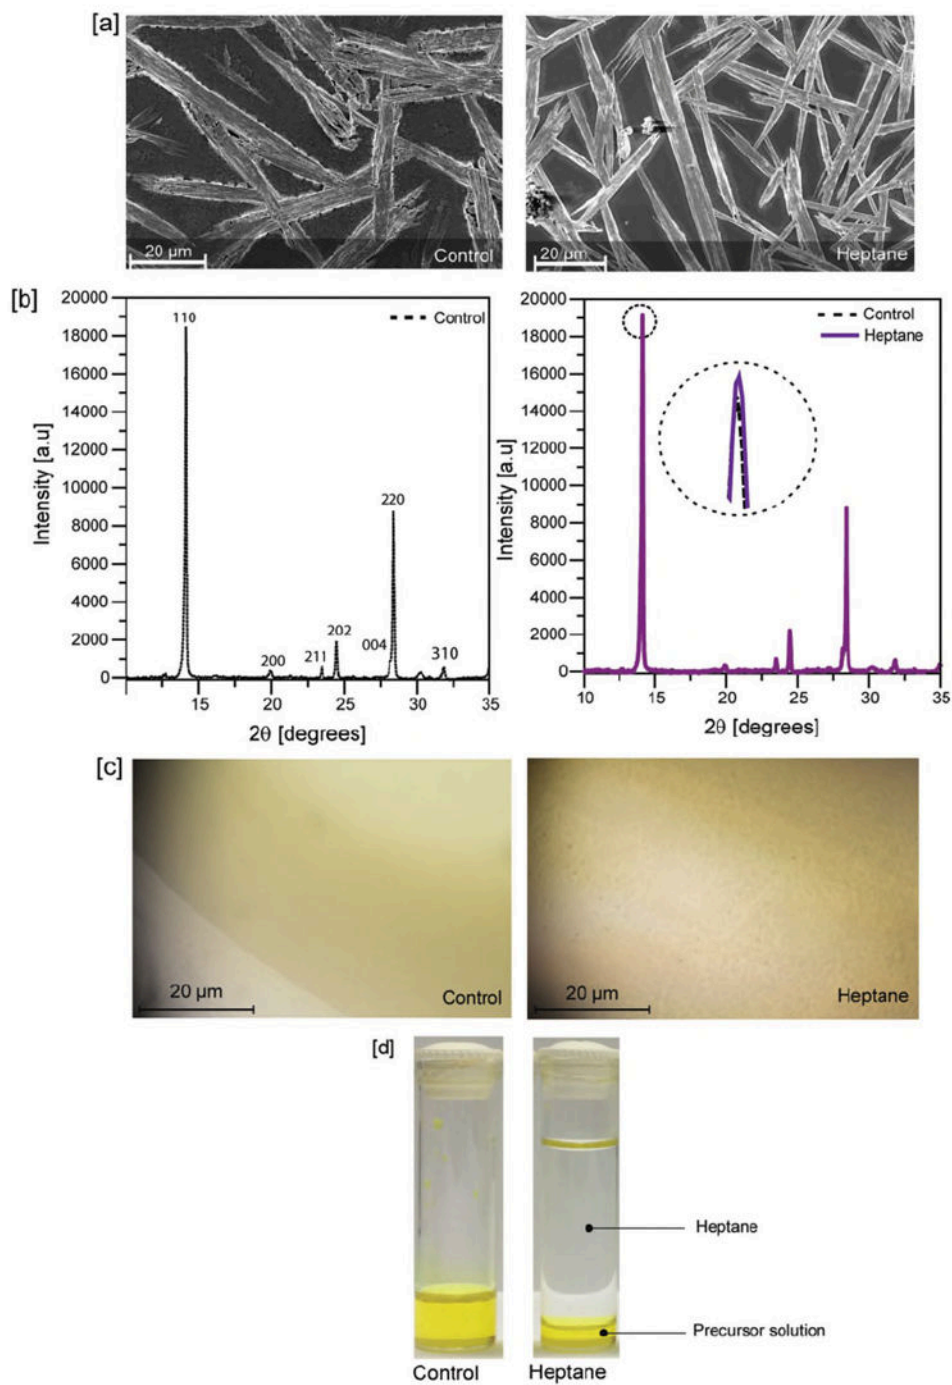 [a]
20 µm
Control
20 µm
Heptane
[b]
20000
18000
16000
14000
12000
10000
8000
6000
4000
2000
0
110
200
211
202
004
220
310
Control
Intensity [a.u]
15
20
25
30
35
2θ [degrees]
20000
18000
16000
14000
12000
10000
8000
6000
4000
2000
0
Control
Heptane
Intensity [a.u]
10
15
20
25
30
35
2θ [degrees]
[c]
20 µm
Control
20 µm
Heptane
[d]
Heptane
Precursor solution
Control
Heptane